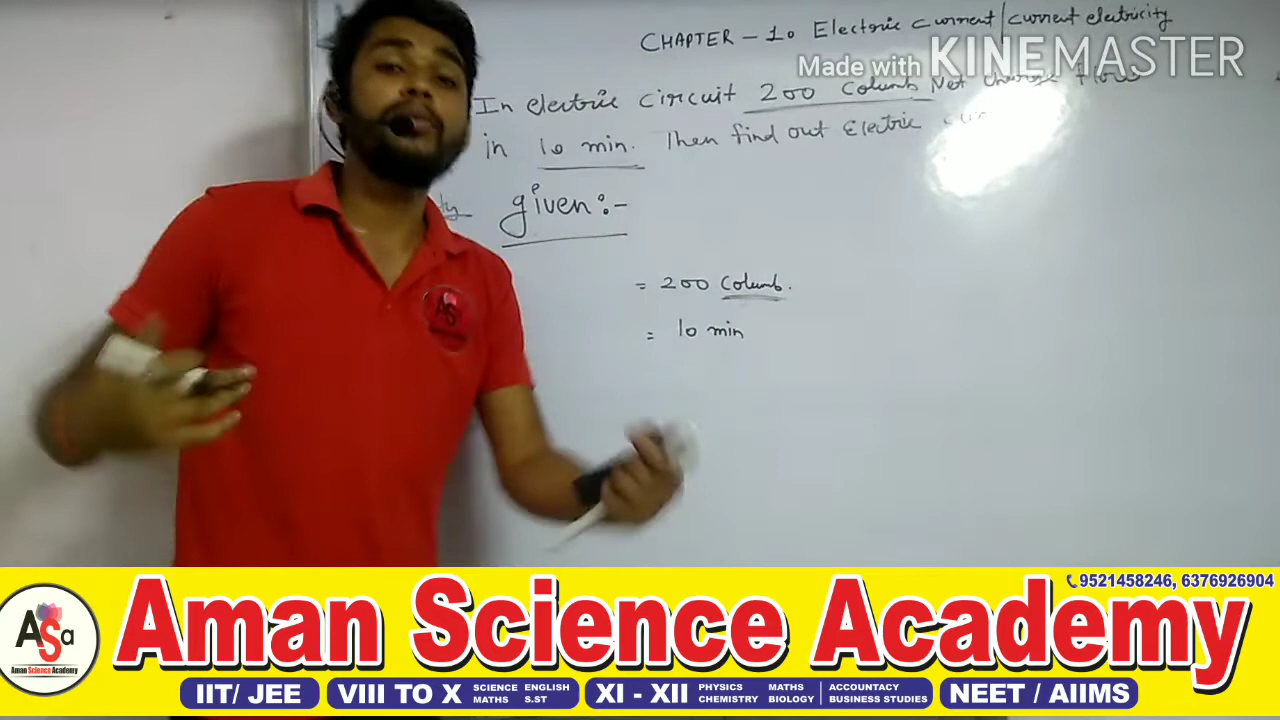 CHAPTER - 10 Electric current/current electricity
Made with KINEMASTER
In electric circuit 200 Columb Net charge flow
in 10 min. Then find out Electric
given:-
= 200 Columb.
= 10 min
AS
9521458246, 6376926904
ASa
Aman Science Academy
Aman Science Academy
IIT/ JEE
VIII TO X
SCIENCE ENGLISH
MATHS S.ST
XI - XII
PHYSICS MATHS ACCOUNTACY
CHEMISTRY BIOLOGY BUSINESS STUDIES
NEET / AIIMS